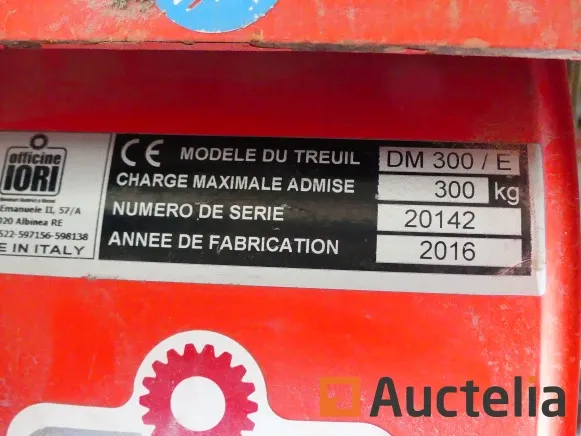 officine
IORI
Emanuele II, 57/A
020 Albinea RE
522-597156-598138
E IN ITALY
CE MODELE DU TREUIL DM 300 / E
CHARGE MAXIMALE ADMISE 300 kg
NUMERO DE SERIE 20142
ANNEE DE FABRICATION 2016
Auctelia